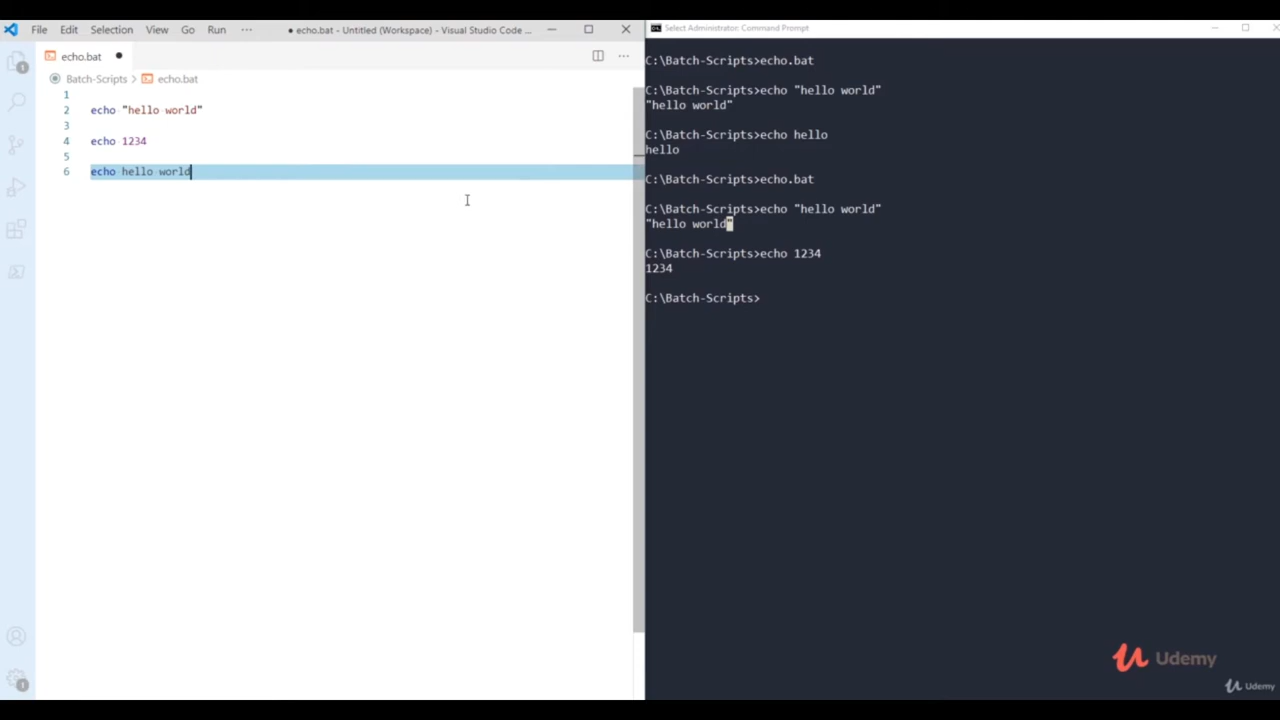 File Edit Selection View Go Run ··· ● echo.bat - Untitled (Workspace) - Visual Studio Code ...
echo.bat ●
Batch-Scripts > echo.bat
1
2 echo "hello world"
3
4 echo 1234
5
6 echo hello world
1
1
Select Administrator: Command Prompt
C:\Batch-Scripts>echo.bat
C:\Batch-Scripts>echo "hello world"
"hello world"
C:\Batch-Scripts>echo hello
hello
C:\Batch-Scripts>echo.bat
C:\Batch-Scripts>echo "hello world"
"hello world"
C:\Batch-Scripts>echo 1234
1234
C:\Batch-Scripts>
Udemy
Udemy